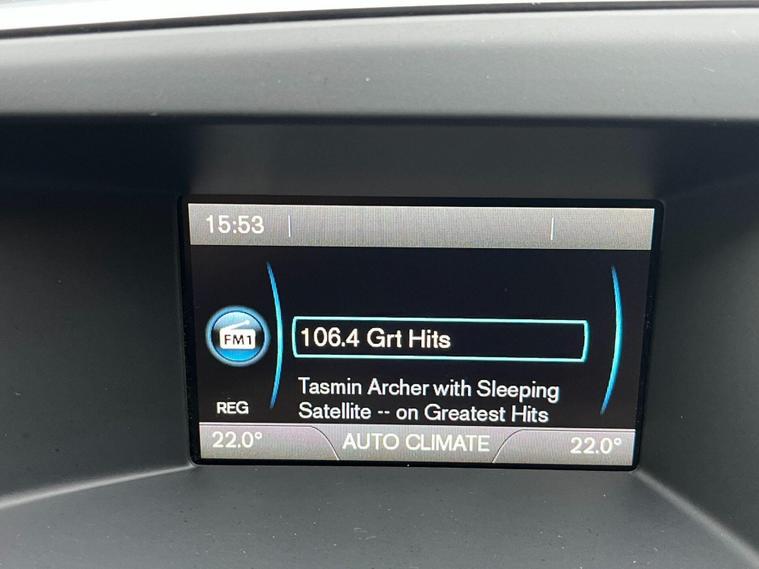 15:53
106.4 Grt Hits
FM1
Tasmin Archer with Sleeping
Satellite -- on Greatest Hits
REG
22.0° AUTO CLIMATE 22.0°